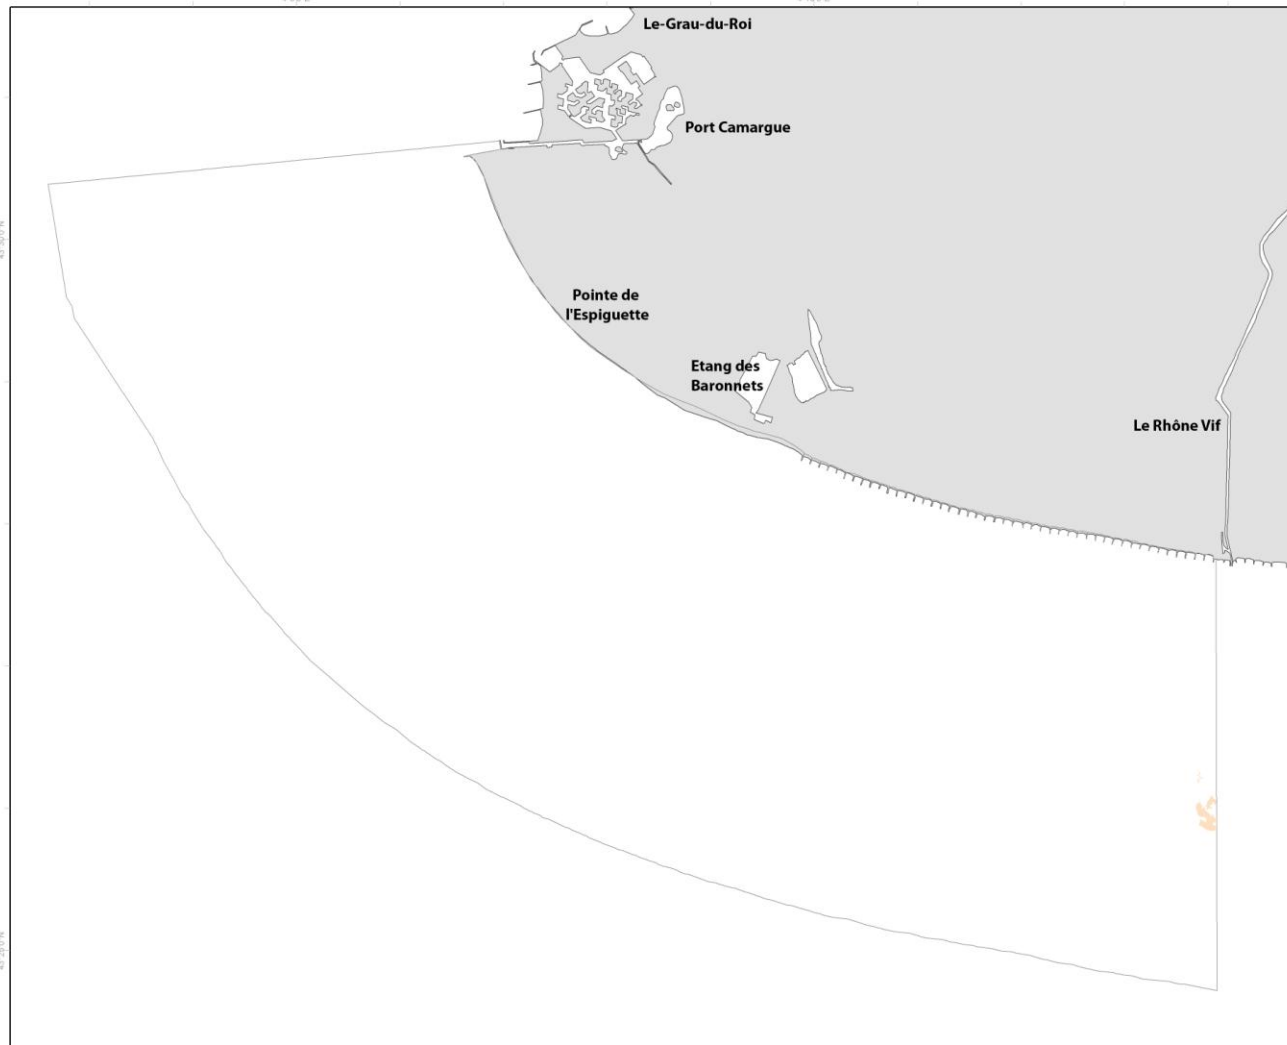 Le-Grau-du-Roi
Port Camargue
Pointe de
l'Espiguette
Etang des
Baronnets
Le Rhône Vif